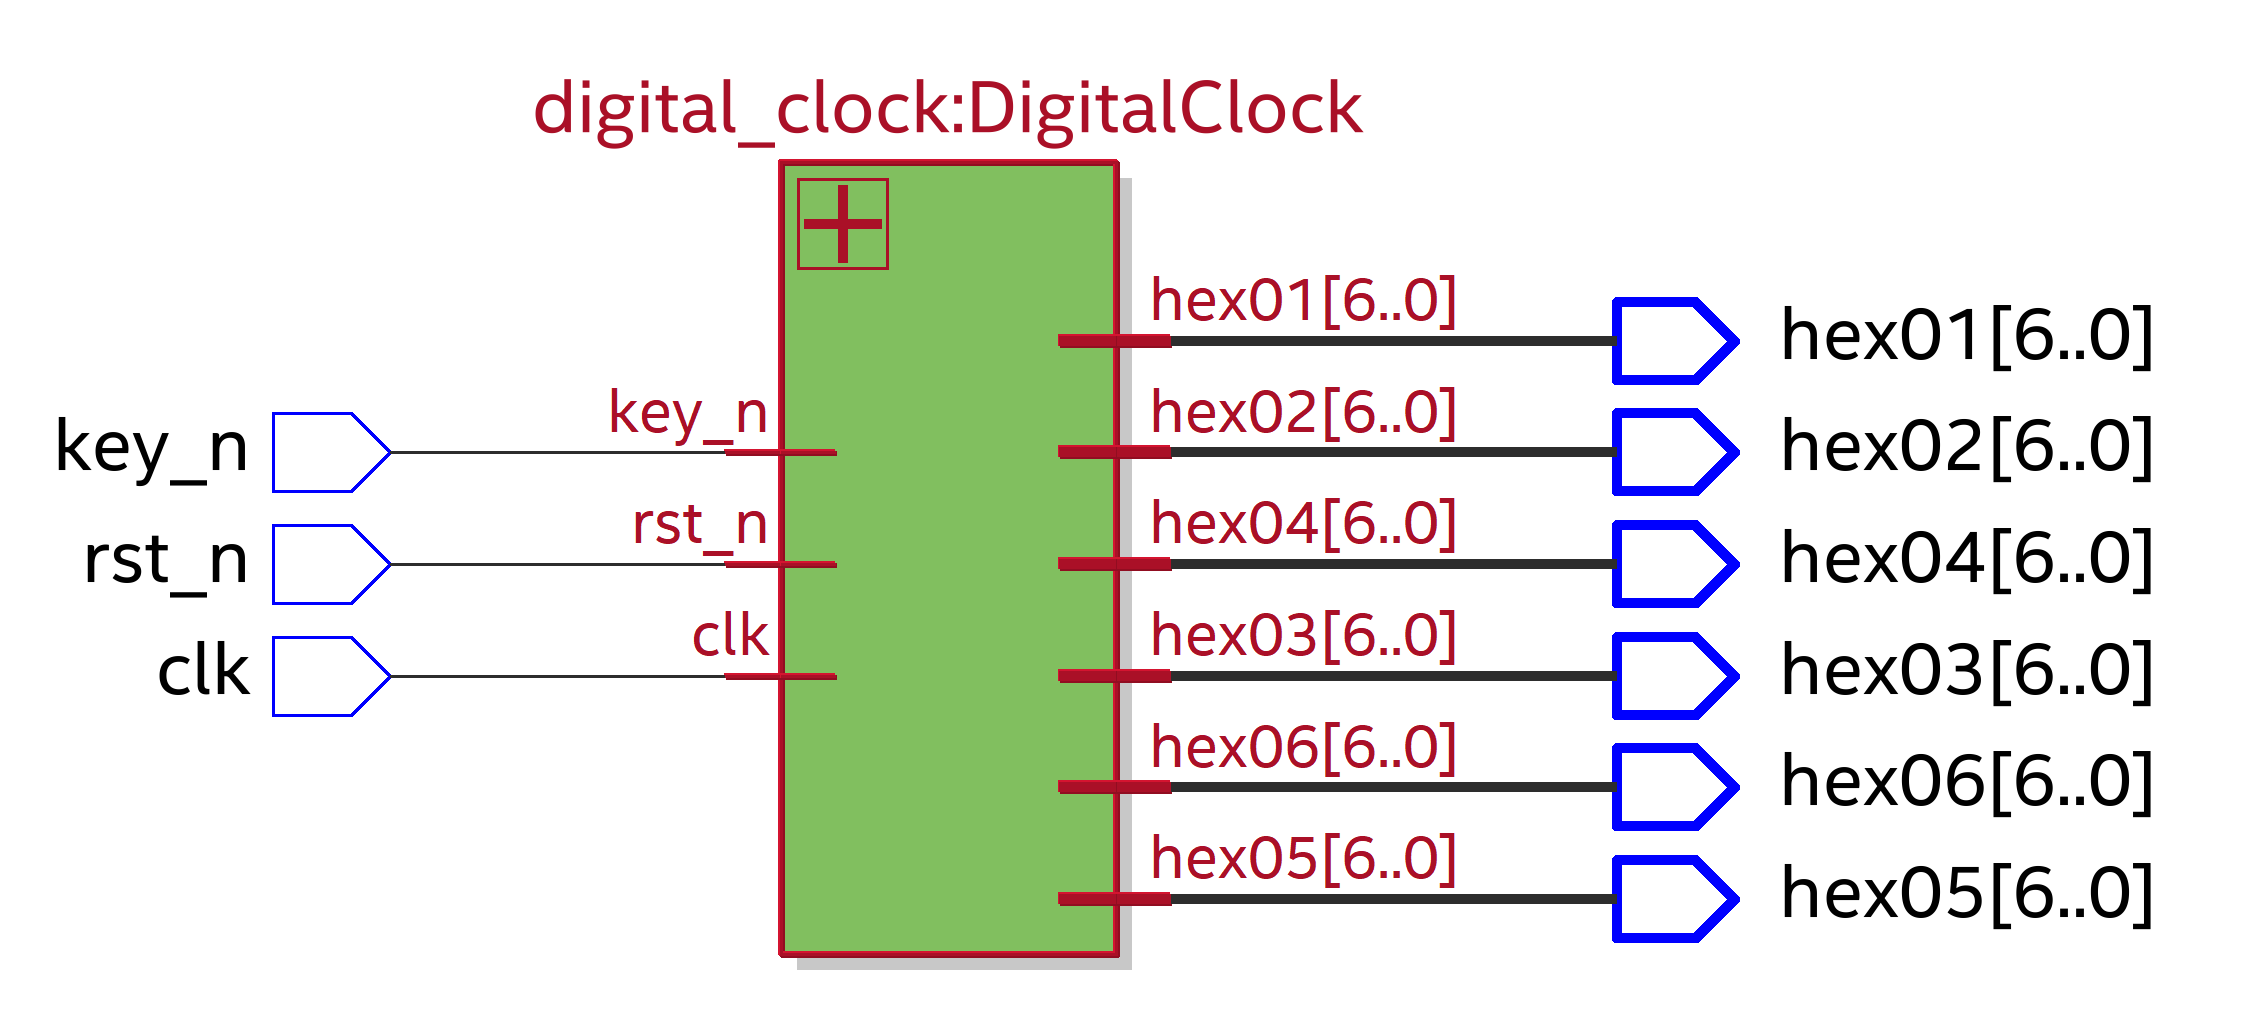 digital_clock:DigitalClock
hex01[6..0] hex01[6..0]
key_n key_n hex02[6..0] hex02[6..0]
rst_n rst_n hex04[6..0] hex04[6..0]
clk clk hex03[6..0] hex03[6..0]
hex06[6..0] hex06[6..0]
hex05[6..0] hex05[6..0]